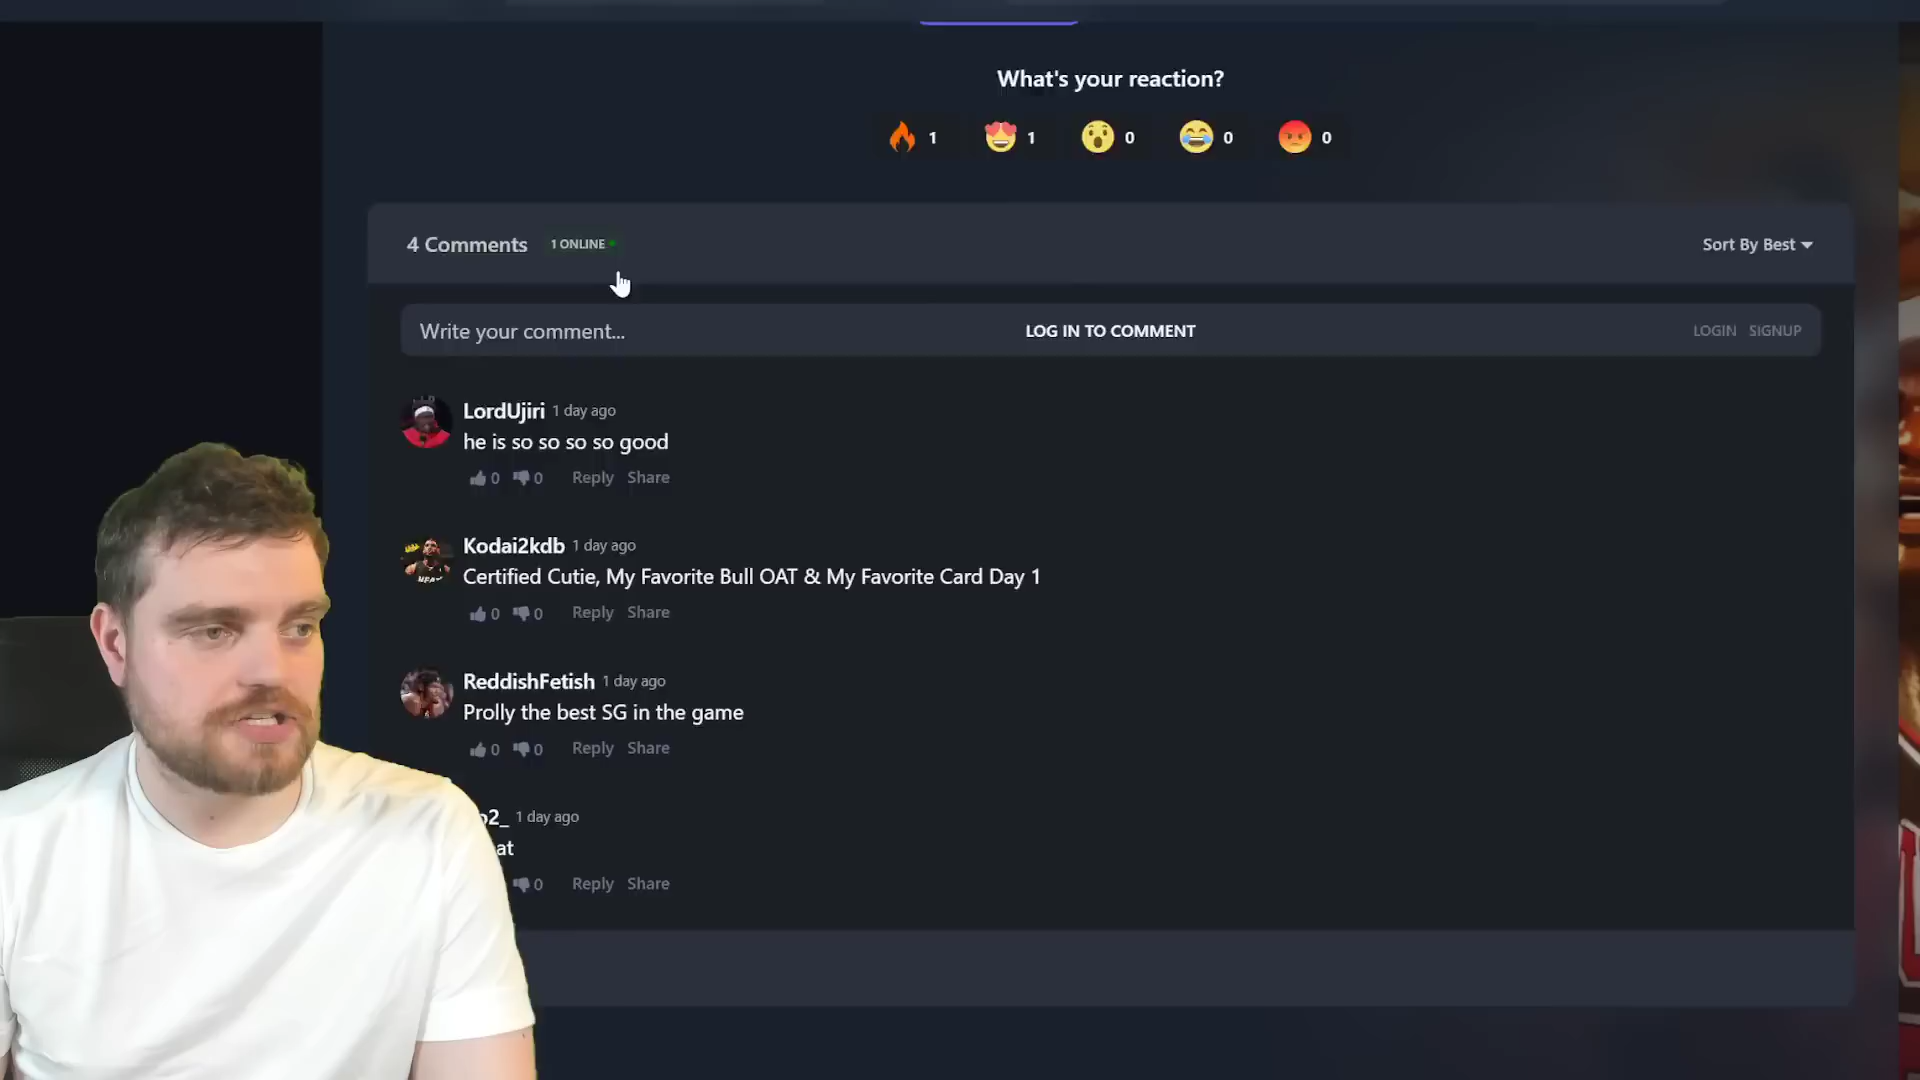 What's your reaction?
1 1 0 0 0
4 Comments 1 ONLINE Sort By Best
Write your comment... LOG IN TO COMMENT LOGIN SIGNUP
LordUjiri 1 day ago
he is so so so so good
0 0 Reply Share
Kodai2kdb 1 day ago
Certified Cutie, My Favorite Bull OAT & My Favorite Card Day 1
0 0 Reply Share
ReddishFetish 1 day ago
Prolly the best SG in the game
0 0 Reply Share
2_ 1 day ago
at
0 Reply Share